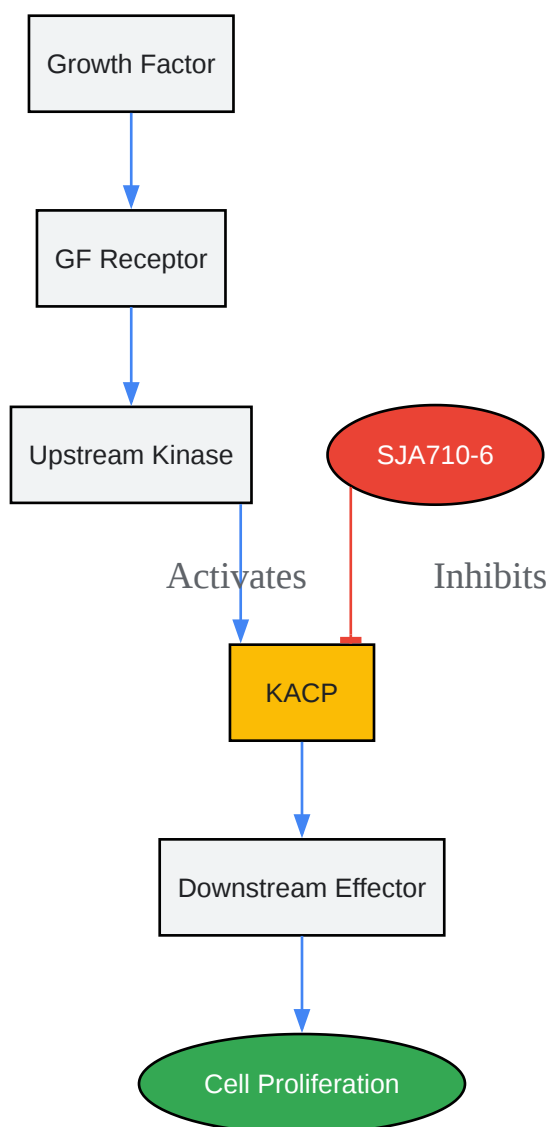 Growth Factor
GF Receptor
Upstream Kinase
SJA710-6
Activates
Inhibits
KACP
Downstream Effector
Cell Proliferation